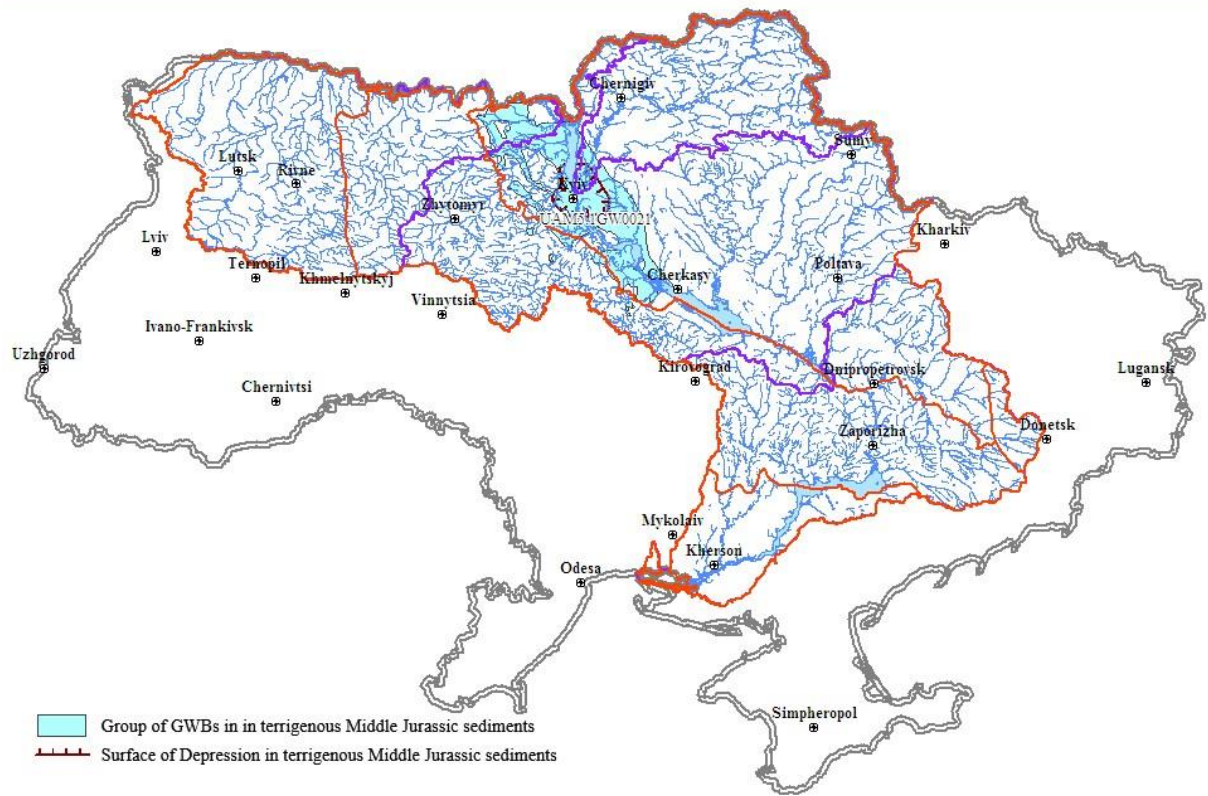 Chernigiv
Sumy
Lutsk
Rivne
Kyiv
Zhytomyr
UAM5.1GW0021
Kharkiv
Lviv
Ternopil
Khmelnytskyj
Cherkasy
Poltava
Vinnytsia
Ivano-Frankivsk
Uzhgorod
Kirovograd
Dnipropetrovsk
Lugansk
Chernivtsi
Donetsk
Zaporizha
Mykolaiv
Kherson
Odesa
Simpheropol
Group of GWBs in in terrigenous Middle Jurassic sediments
Surface of Depression in terrigenous Middle Jurassic sediments